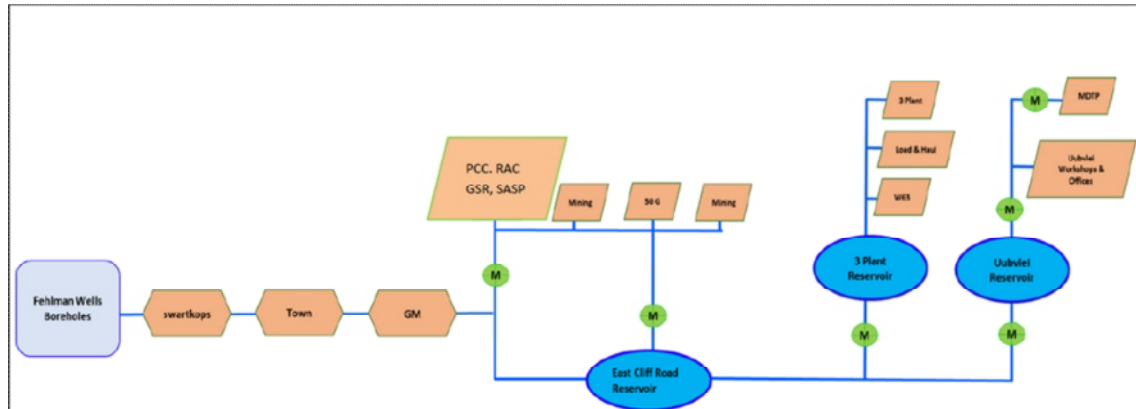 3 Plant
M
MDTP
Load & Haul
Uubvlei
Workshops &
Offices
PCC. RAC
GSR, SASP
Mining
50 G
Mining
M
3 Plant
Reservoir
Uubvlei
Reservoir
M
Fehlman Wells
Boreholes
swartkops
Town
GM
M
M
M
East Cliff Road
Reservoir